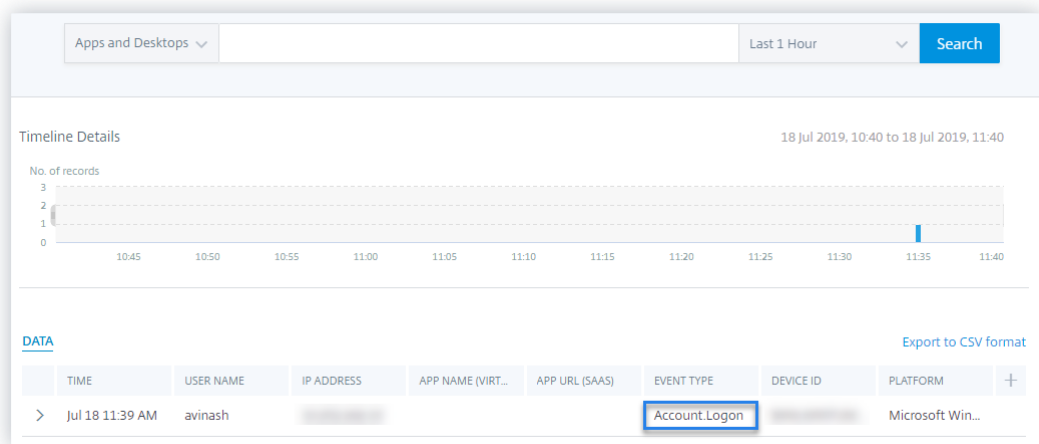 Apps and Desktops Last 1 Hour Search
Timeline Details 18 Jul 2019, 10:40 to 18 Jul 2019, 11:40
No. of records
3
2
1
0
10:45 10:50 10:55 11:00 11:05 11:10 11:15 11:20 11:25 11:30 11:35 11:40
DATA Export to CSV format
TIME USER NAME IP ADDRESS APP NAME (VIRT... APP URL (SAAS) EVENT TYPE DEVICE ID PLATFORM +
> Jul 18 11:39 AM avinash Account.Logon Microsoft Win...